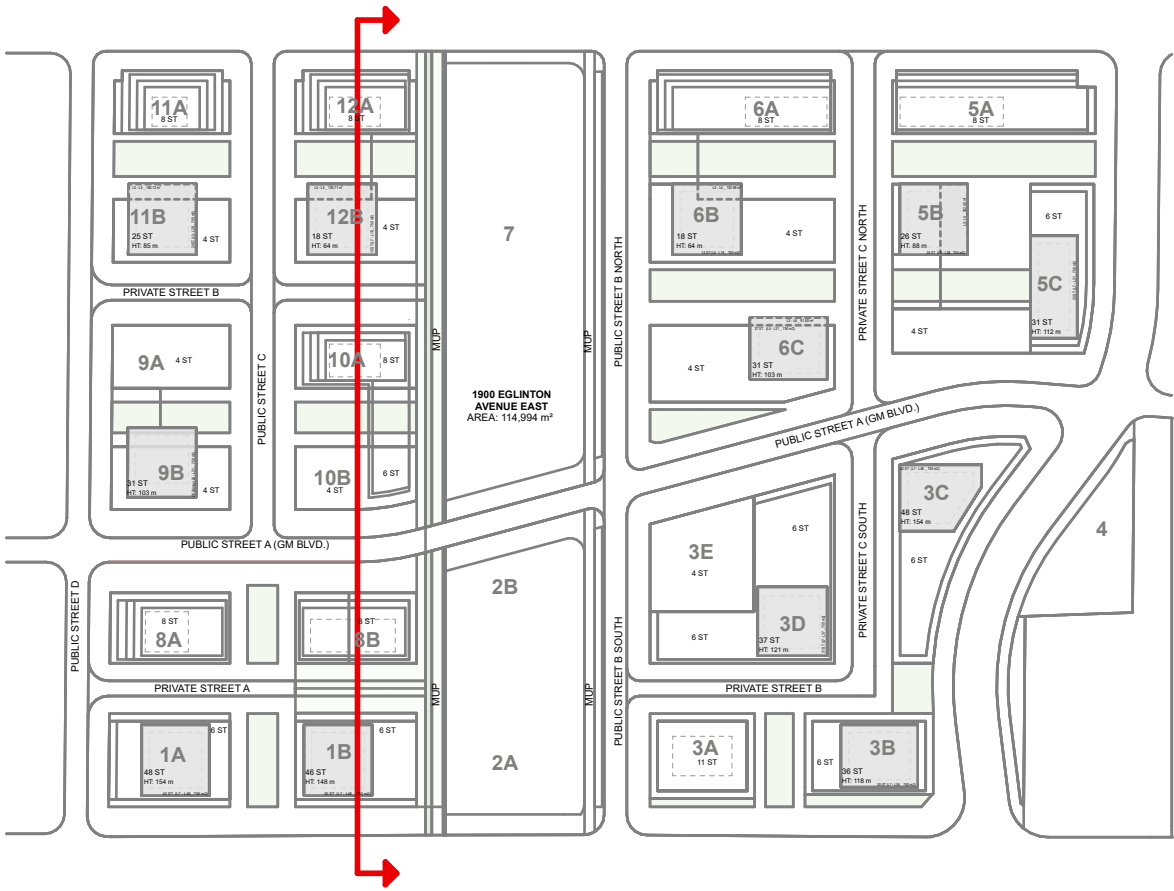 11A
8 ST
12A
8 ST
6A
8 ST
5A
8 ST
11B
25 ST
HT: 85 m
4 ST
12B
18 ST
HT: 64 m
4 ST
7
6B
18 ST
HT: 64 m
4 ST
5B
26 ST
HT: 88 m
6 ST
5C
31 ST
HT: 112 m
4 ST
PRIVATE STREET B
PUBLIC STREET C
MUP
MUP
PUBLIC STREET B NORTH
PRIVATE STREET C NORTH
9A
4 ST
10A
8 ST
6C
31 ST
HT: 103 m
4 ST
1900 EGLINTON
AVENUE EAST
AREA: 114,994 m²
PUBLIC STREET A (GM BLVD.)
9B
31 ST
HT: 103 m
4 ST
10B
4 ST
6 ST
3C
48 ST
HT: 154 m
6 ST
4
PUBLIC STREET A (GM BLVD.)
3E
4 ST
6 ST
6 ST
3D
37 ST
HT: 121 m
PRIVATE STREET C SOUTH
PUBLIC STREET D
8 ST
8A
8 ST
8B
2B
PUBLIC STREET B SOUTH
PRIVATE STREET A
MUP
MUP
PRIVATE STREET B
1A
48 ST
HT: 154 m
6 ST
1B
46 ST
HT: 148 m
6 ST
2A
3A
11 ST
6 ST
3B
36 ST
HT: 118 m